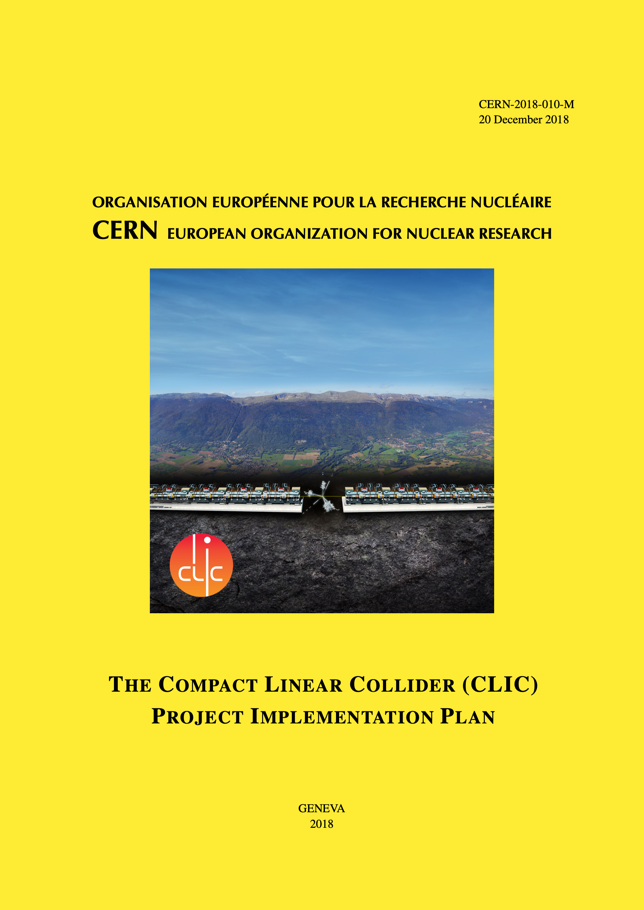 CERN-2018-010-M
20 December 2018
ORGANISATION EUROPÉENNE POUR LA RECHERCHE NUCLÉAIRE
CERN EUROPEAN ORGANIZATION FOR NUCLEAR RESEARCH
clic
THE COMPACT LINEAR COLLIDER (CLIC)
PROJECT IMPLEMENTATION PLAN
GENEVA
2018